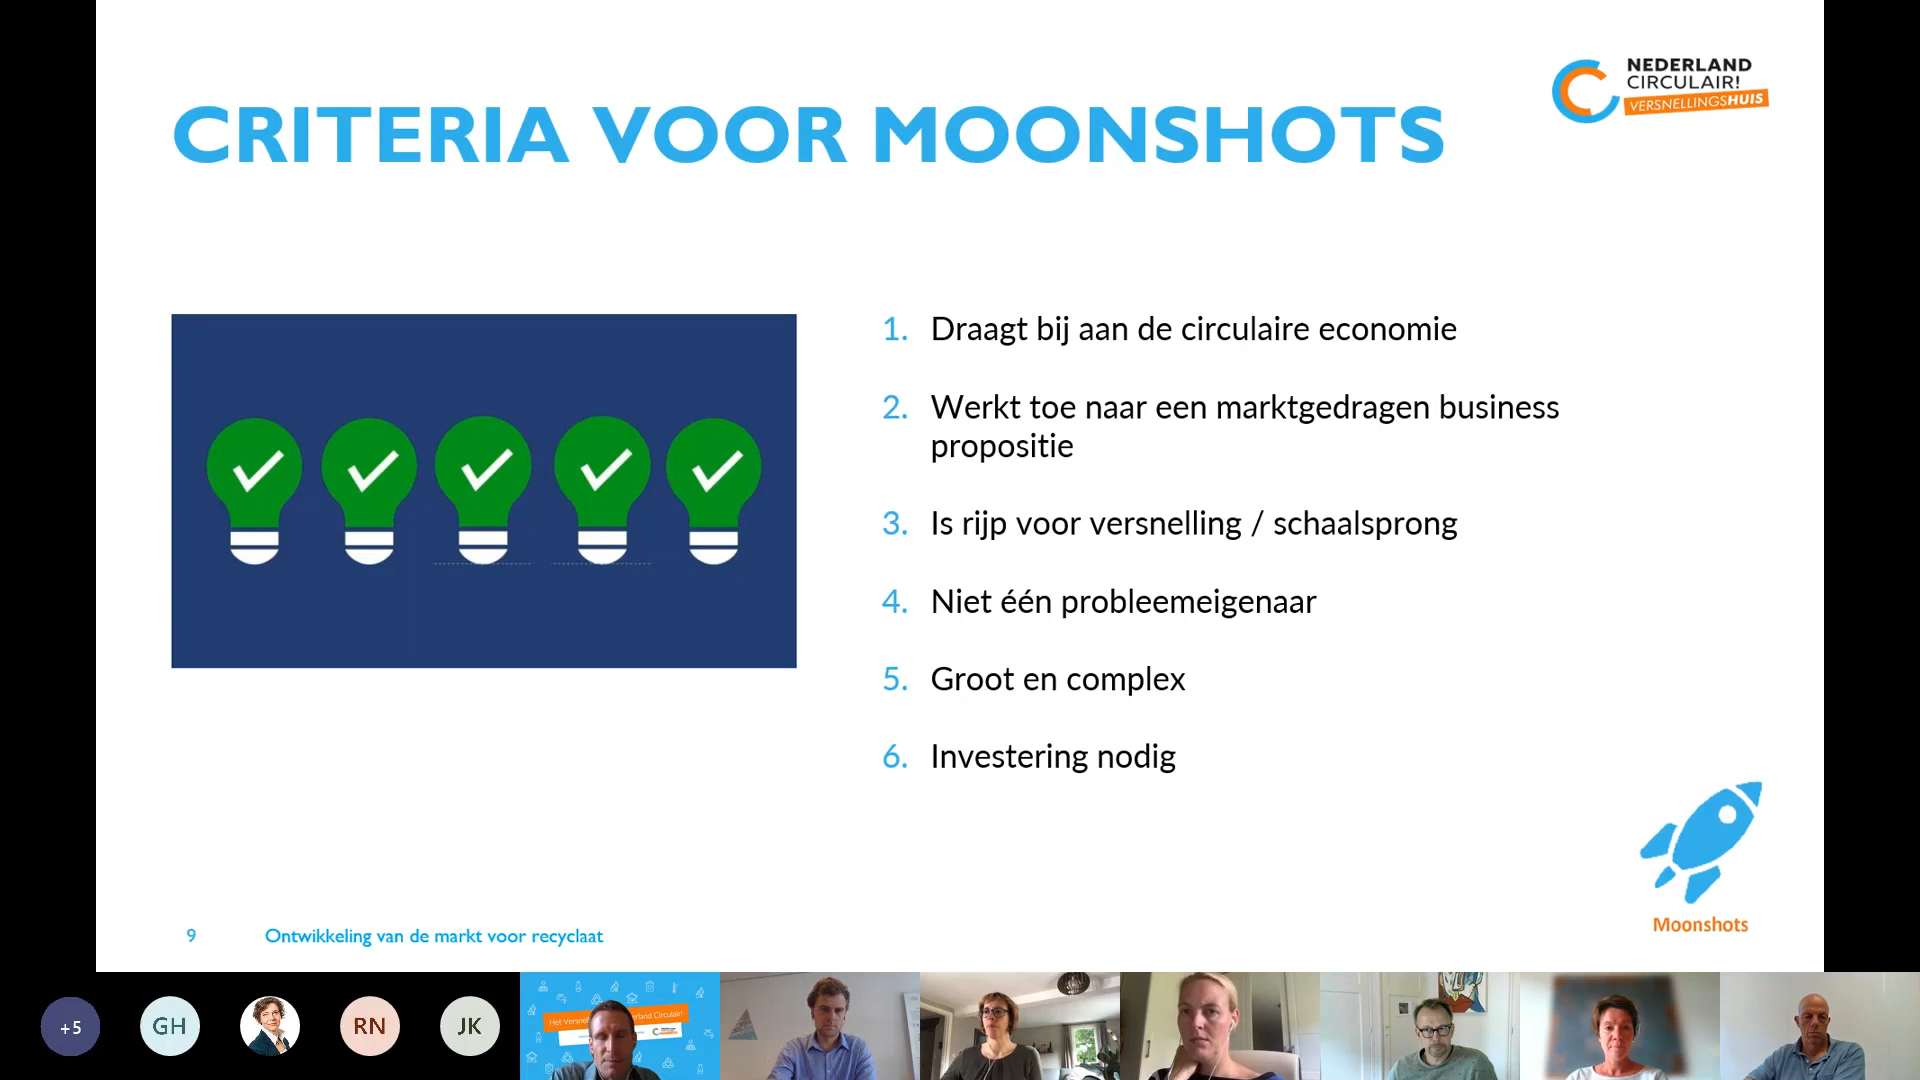 NEDERLAND
CIRCULAIR!
VERSNELLINGSHUIS
CRITERIA VOOR MOONSHOTS
1. Draagt bij aan de circulaire economie
2. Werkt toe naar een marktgedragen business
propositie
3. Is rijp voor versnelling / schaalsprong
4. Niet één probleemeigenaar
5. Groot en complex
6. Investering nodig
Moonshots
9 Ontwikkeling van de markt voor recyclaat
+5 GH RN JK
Het